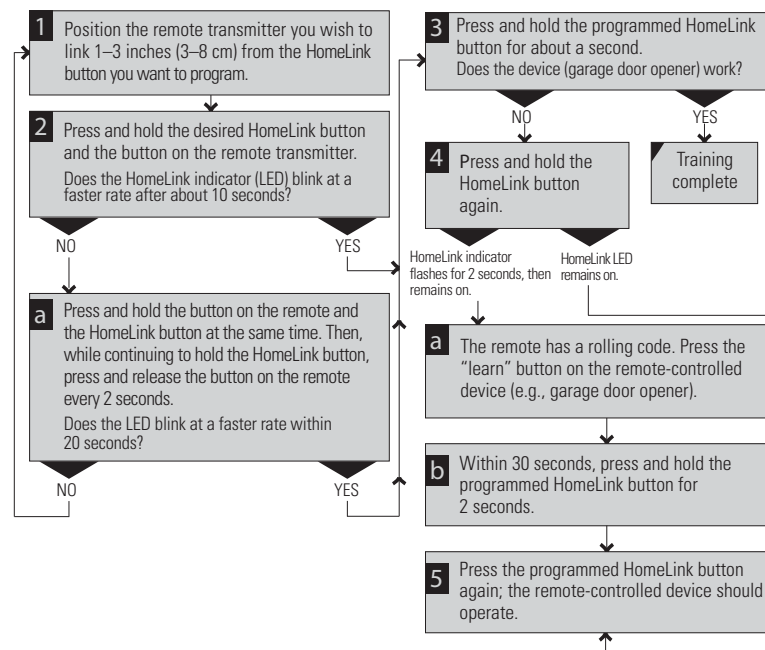 1
Position the remote transmitter you wish to
link 1–3 inches (3–8 cm) from the HomeLink
button you want to program.
2
Press and hold the desired HomeLink button
and the button on the remote transmitter.
Does the HomeLink indicator (LED) blink at a
faster rate after about 10 seconds?
NO
YES
a
Press and hold the button on the remote and
the HomeLink button at the same time. Then,
while continuing to hold the HomeLink button,
press and release the button on the remote
every 2 seconds.
Does the LED blink at a faster rate within
20 seconds?
NO
YES
3
Press and hold the programmed HomeLink
button for about a second.
Does the device (garage door opener) work?
NO
YES
4
Press and hold the
HomeLink button
again.
Training
complete
HomeLink indicator
flashes for 2 seconds, then
remains on.
HomeLink LED
remains on.
a
The remote has a rolling code. Press the
“learn” button on the remote-controlled
device (e.g., garage door opener).
b
Within 30 seconds, press and hold the
programmed HomeLink button for
2 seconds.
5
Press the programmed HomeLink button
again; the remote-controlled device should
operate.